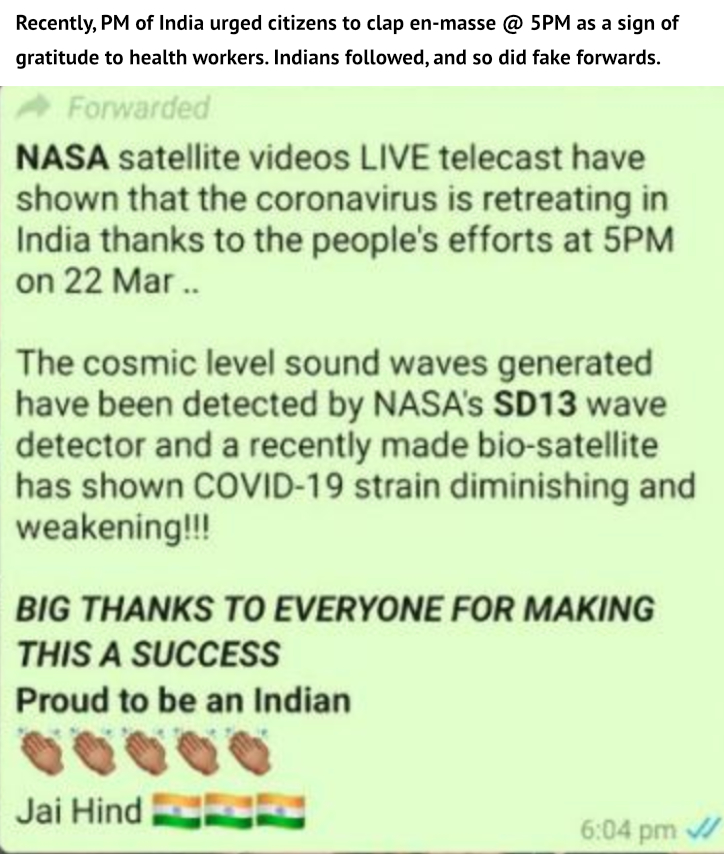 Recently, PM of India urged citizens to clap en-masse @ 5PM as a sign of
gratitude to health workers. Indians followed, and so did fake forwards.
Forwarded
NASA satellite videos LIVE telecast have
shown that the coronavirus is retreating in
India thanks to the people's efforts at 5PM
on 22 Mar ..
The cosmic level sound waves generated
have been detected by NASA's SD13 wave
detector and a recently made bio-satellite
has shown COVID-19 strain diminishing and
weakening!!!
BIG THANKS TO EVERYONE FOR MAKING
THIS A SUCCESS
Proud to be an Indian
👏🏽👏🏽👏🏽👏🏽👏🏽
Jai Hind 🇮🇳🇮🇳🇮🇳
6:04 pm